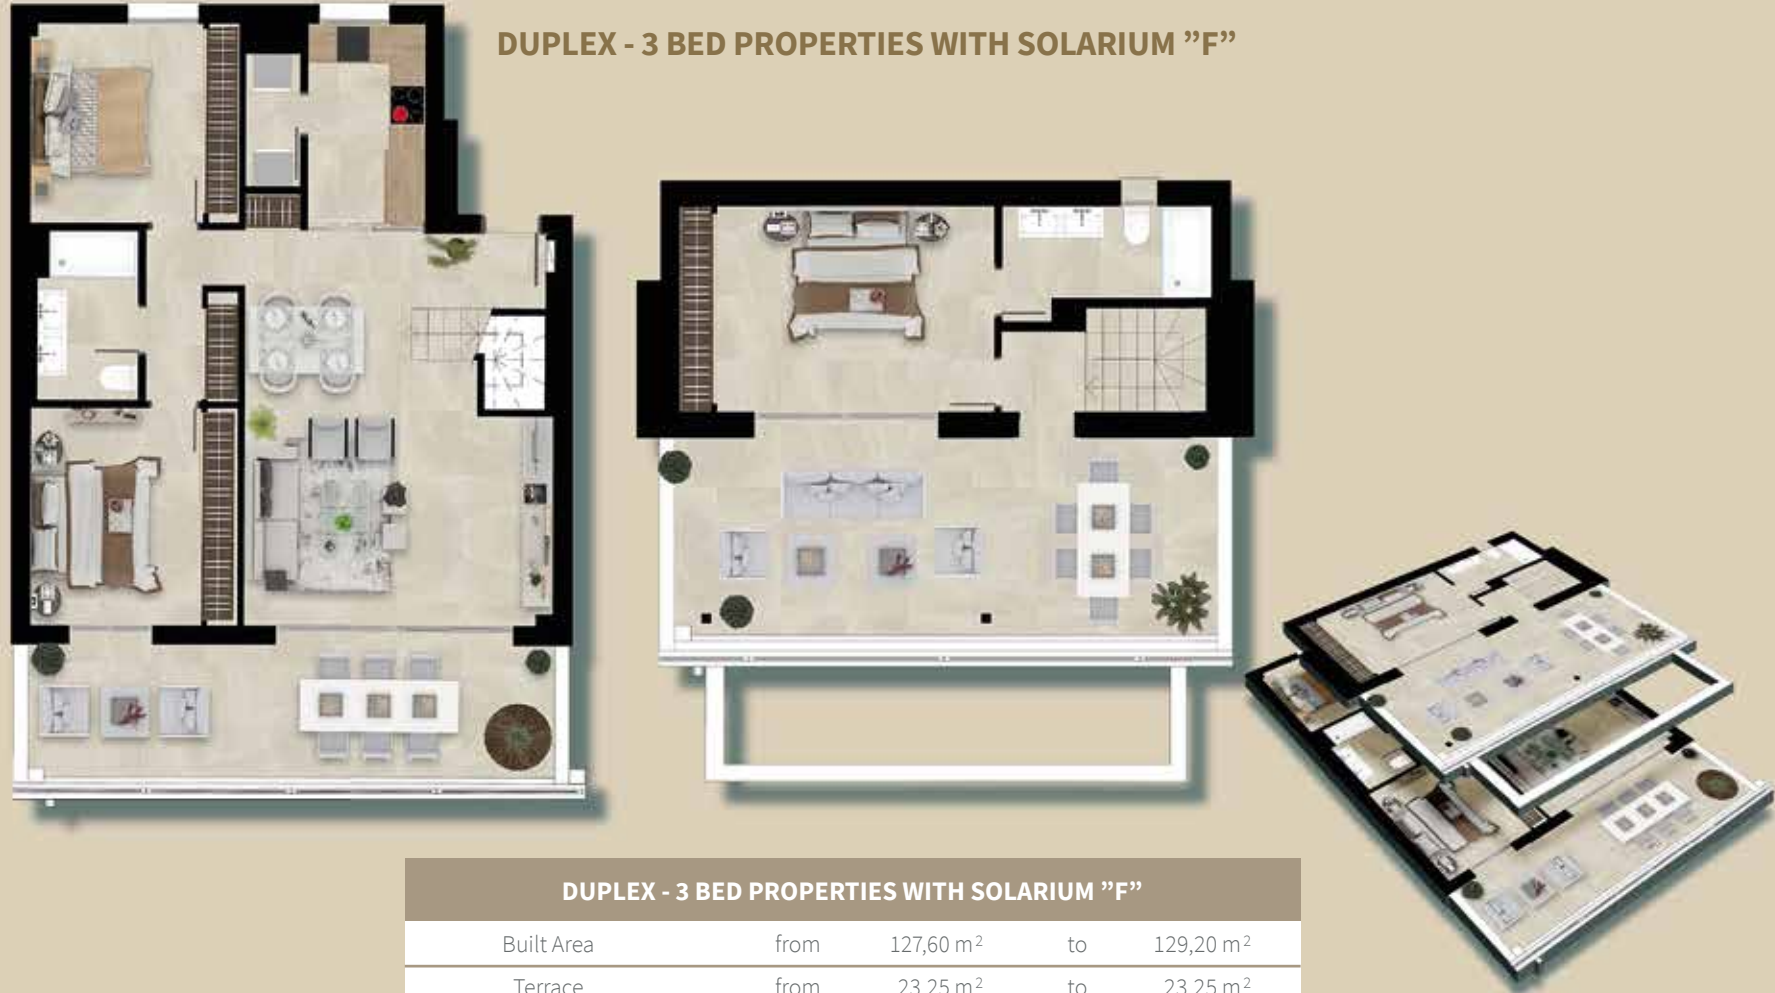 DUPLEX - 3 BED PROPERTIES WITH SOLARIUM ”F”
DUPLEX - 3 BED PROPERTIES WITH SOLARIUM ”F”
Built Area from 127,60 m² to 129,20 m²
Terrace from 23,25 m² to 23,25 m²